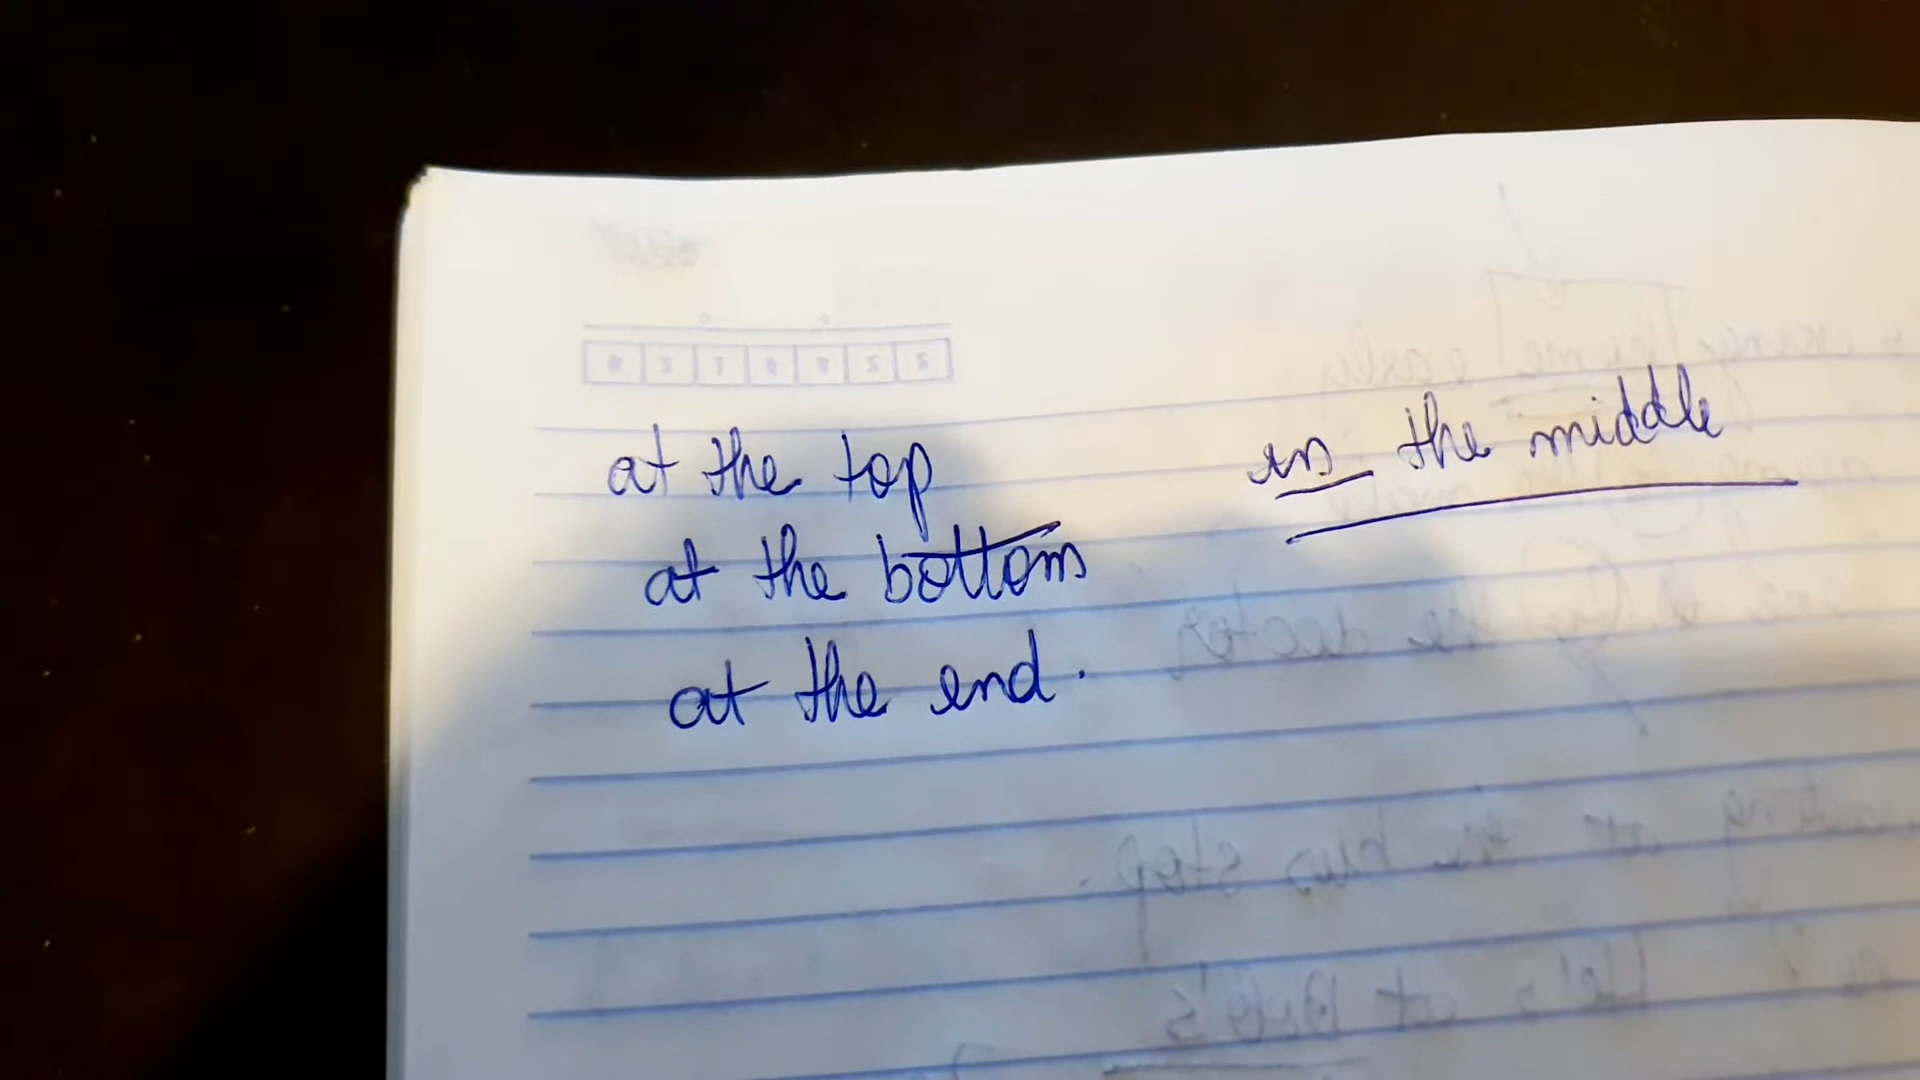 at the top
at the bottom
at the end.
in the middle